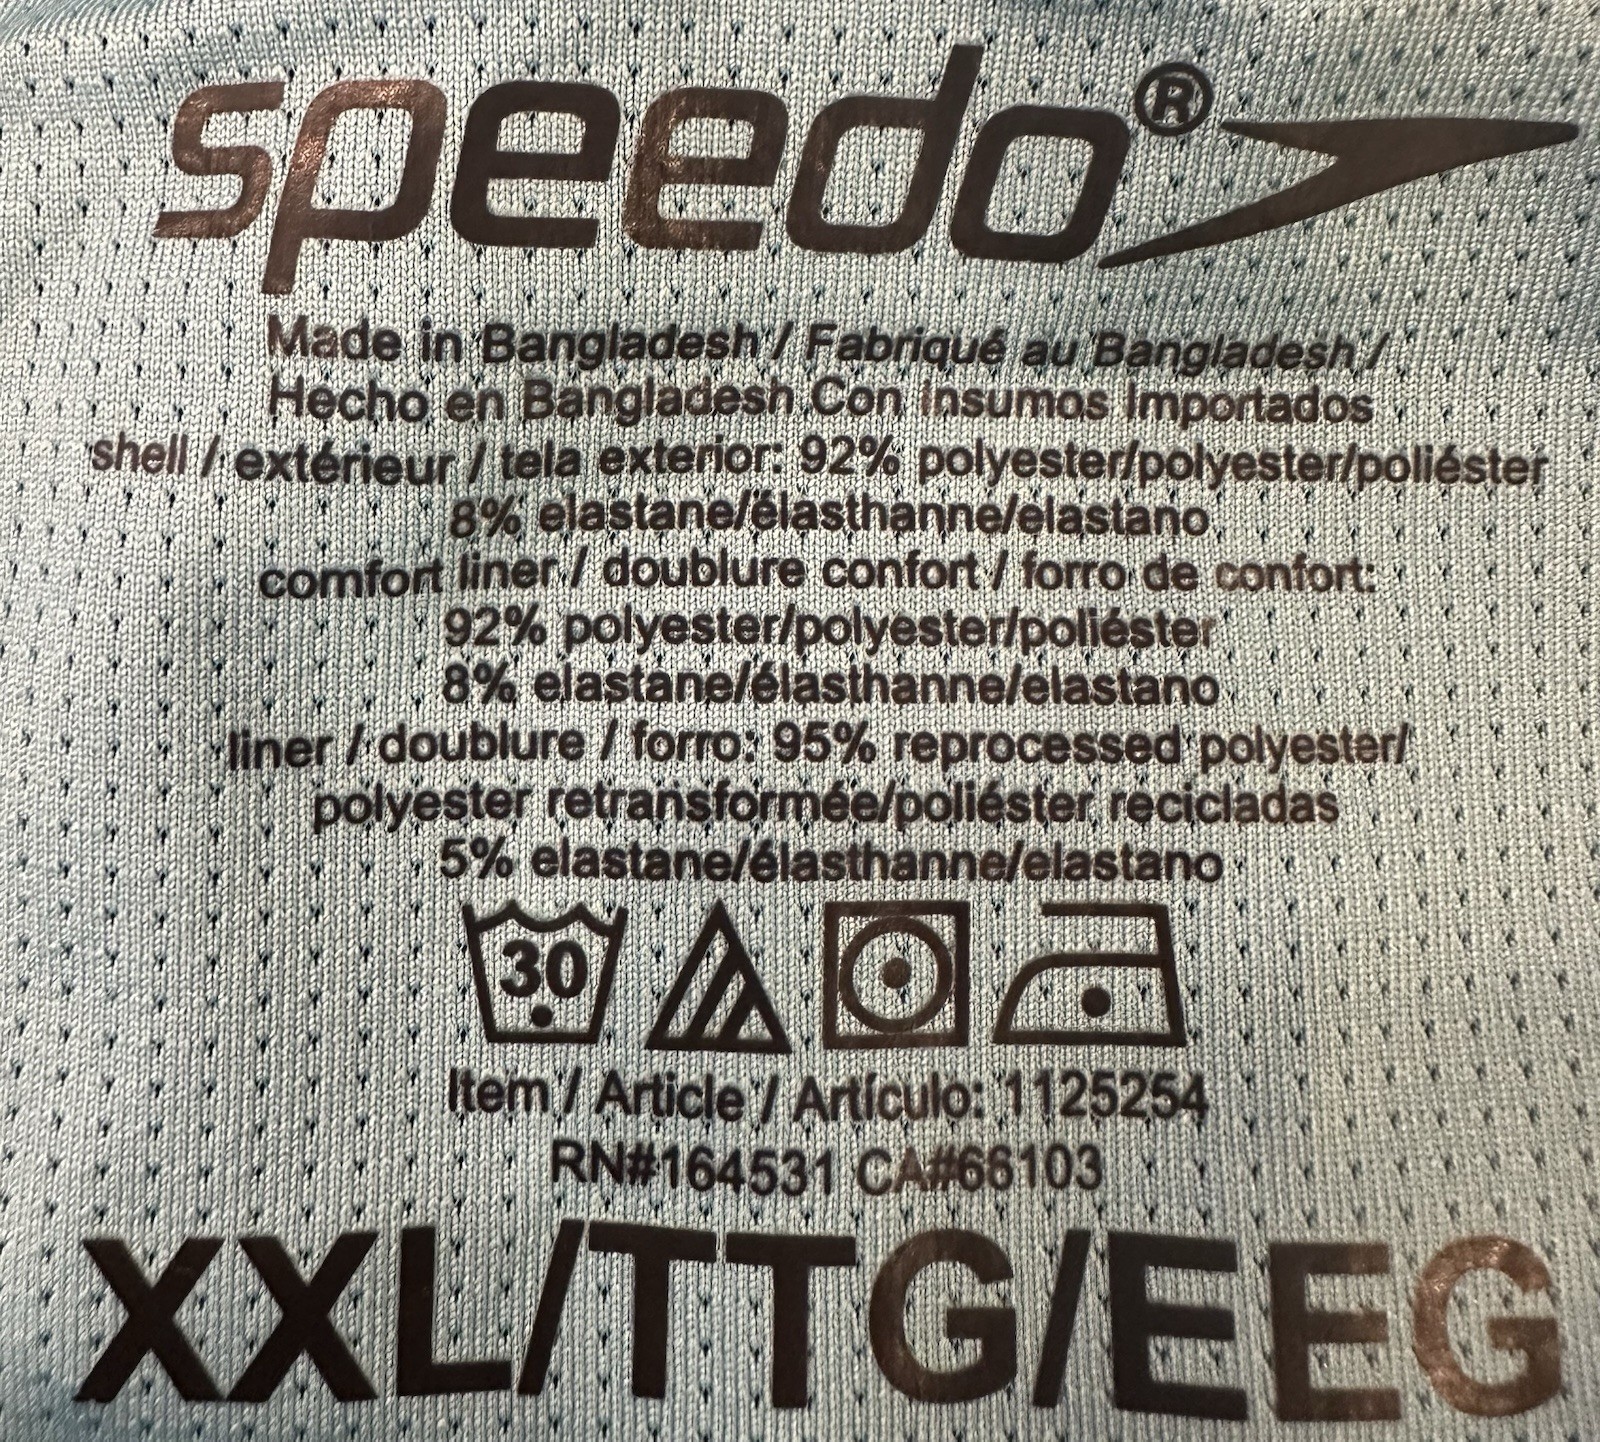 speedo®
Made in Bangladesh / Fabriqué au Bangladesh /
Hecho en Bangladesh Con Insumos Importados
shell / extérieur / tela exterior: 92% polyester/polyester/poliéster
8% elastane/élasthanne/elastano
comfort liner / doublure confort / forro de confort:
92% polyester/polyester/poliéster
8% elastane/élasthanne/elastano
liner / doublure / forro: 95% reprocessed polyester/
polyester retransformée/poliéster recicladas
5% elastane/élasthanne/elastano
30
Item / Article / Artículo: 1125254
RN#164531 CA#66103
XXL/TTG/EEG